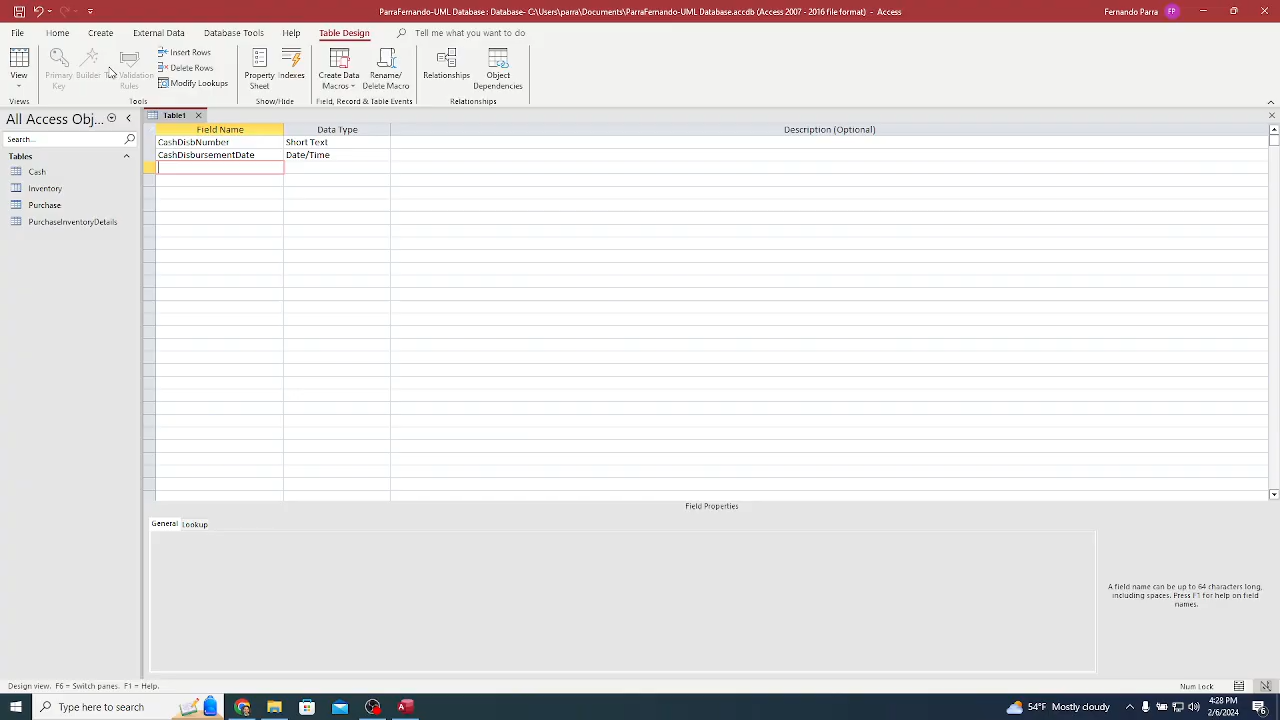 ParraFernando-UML Database : Database- C:\Users\parra\Documents\ParraFernando-UML Database.accdb (Access 2007 - 2016 file format) - Access
Fernando Parra FP
File Home Create External Data Database Tools Help Table Design Tell me what you want to do
View
Views
Primary Key
Builder
Test Validation Rules
Insert Rows
Delete Rows
Modify Lookups
Tools
Property Sheet
Indexes
Show/Hide
Create Data Macros
Rename/ Delete Macro
Field, Record & Table Events
Relationships
Object Dependencies
Relationships
All Access Obj...
Search...
Tables
Cash
Inventory
Purchase
PurchaseInventoryDetails
Table1
Field Name Data Type Description (Optional)
CashDisbNumber Short Text
CashDisbursementDate Date/Time
Field Properties
General Lookup
A field name can be up to 64 characters long,
including spaces. Press F1 for help on field
names.
Design view. F6 = Switch panes. F1 = Help.
Num Lock
Type here to search
54°F Mostly cloudy
4:28 PM
2/6/2024